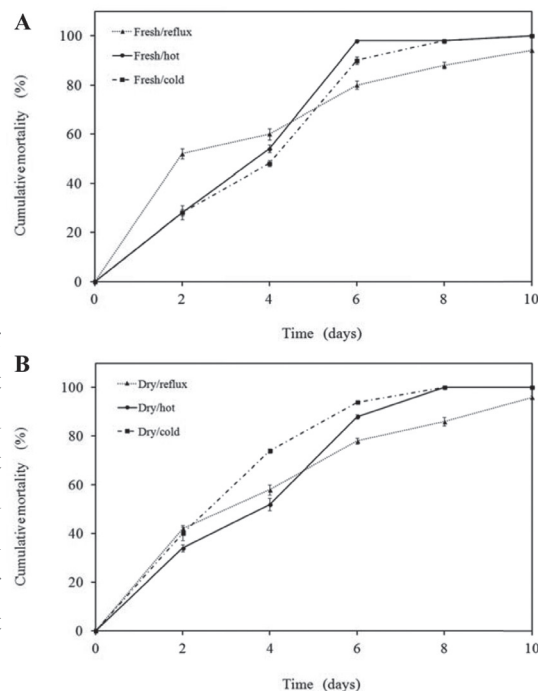 A
Fresh/reflux
Fresh/hot
Fresh/cold
100
80
60
40
20
0
Cumulative mortality (%)
0 2 4 6 8 10
Time (days)
B
Dry/reflux
Dry/hot
Dry/cold
100
80
60
40
20
0
Cumulative mortality (%)
0 2 4 6 8 10
Time (days)